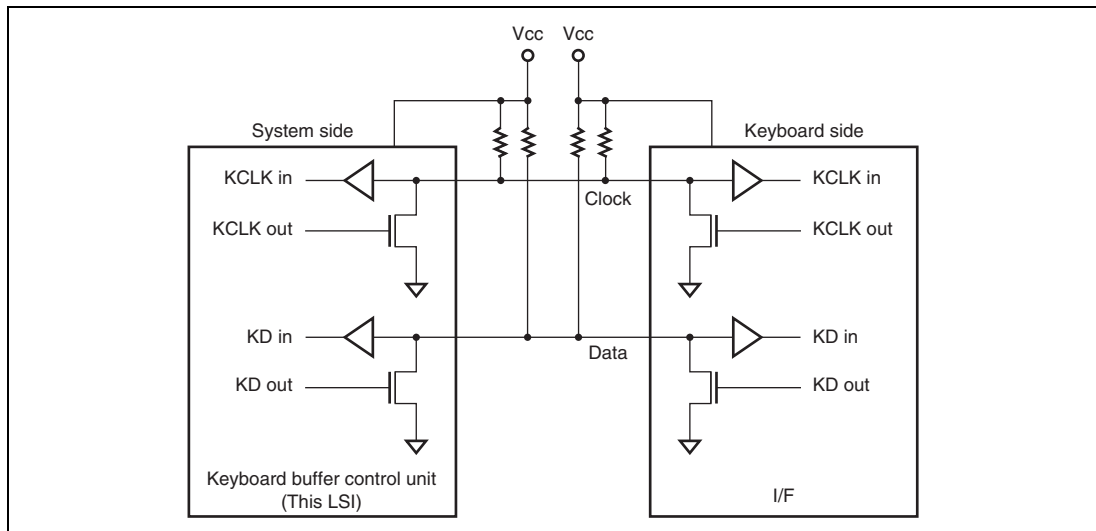 Vcc Vcc
System side
Keyboard side
KCLK in
KCLK in
Clock
KCLK out
KCLK out
KD in
KD in
Data
KD out
KD out
Keyboard buffer control unit
(This LSI)
I/F